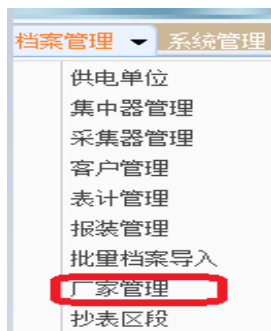 档案管理 系统管理
供电单位
集中器管理
采集器管理
客户管理
表计管理
报装管理
批量档案导入
厂家管理
抄表区段